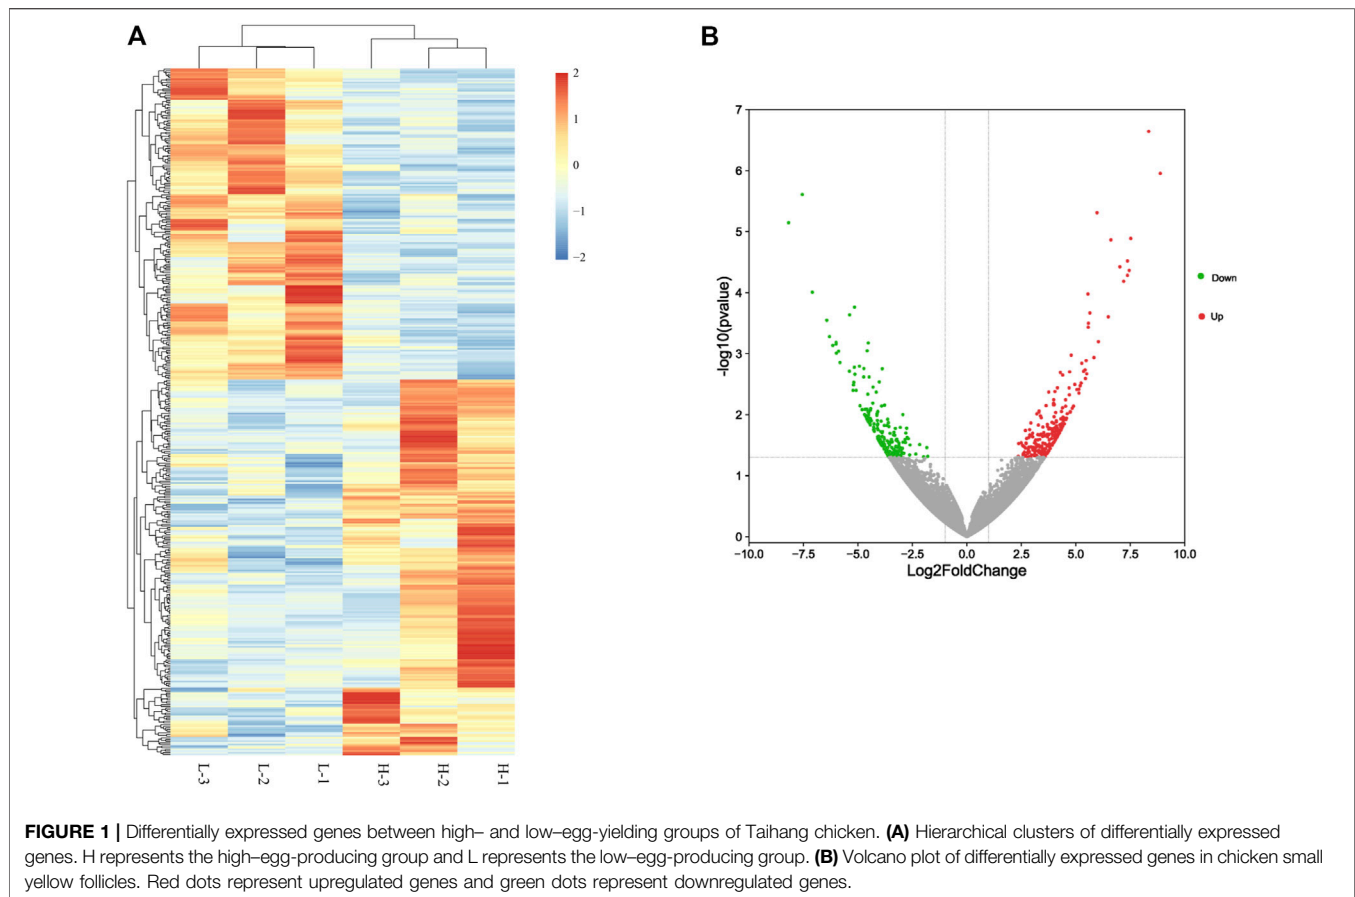 A
B
2
1
0
−1
−2
L-3
L-2
L-1
H-3
H-2
H-1
7
6
5
4
3
2
1
0
-log10(pvalue)
−10.0
−7.5
−5.0
−2.5
0.0
2.5
5.0
7.5
10.0
Log2FoldChange
Down
Up
FIGURE 1 | Differentially expressed genes between high– and low–egg-yielding groups of Taihang chicken. (A) Hierarchical clusters of differentially expressed
genes. H represents the high–egg-producing group and L represents the low–egg-producing group. (B) Volcano plot of differentially expressed genes in chicken small
yellow follicles. Red dots represent upregulated genes and green dots represent downregulated genes.